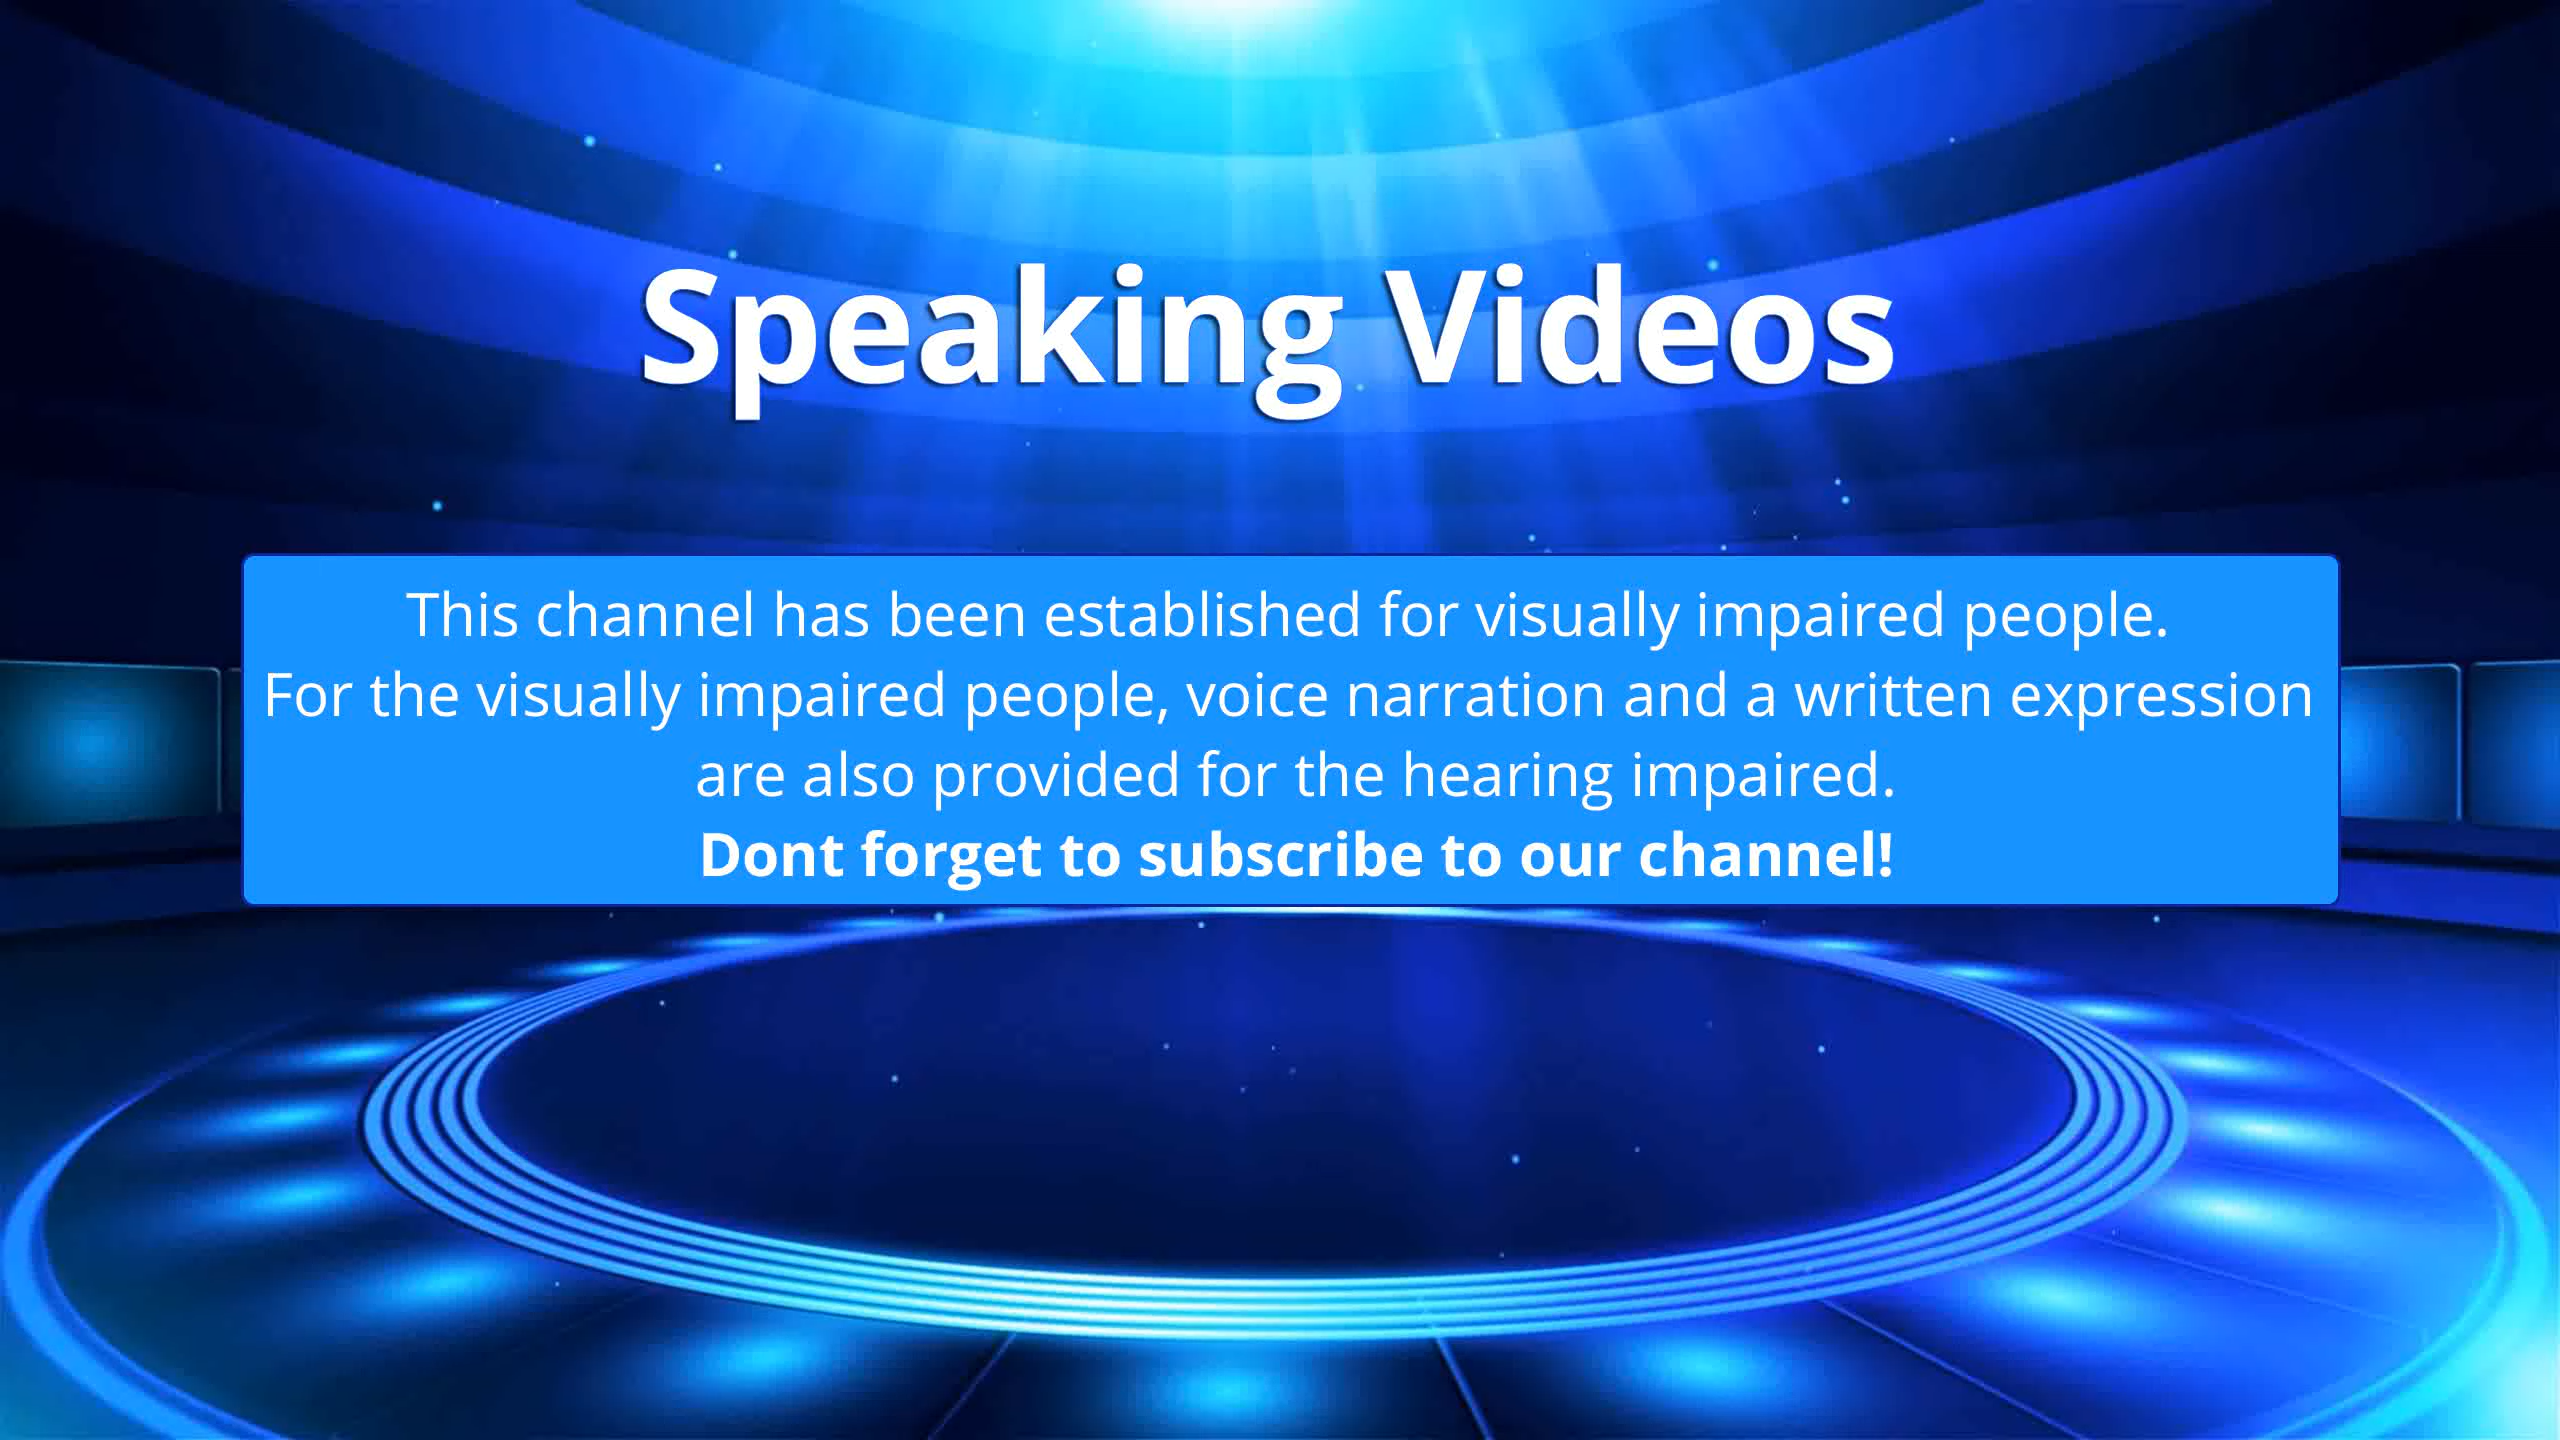 Speaking Videos
This channel has been established for visually impaired people.
For the visually impaired people, voice narration and a written expression
are also provided for the hearing impaired.
Dont forget to subscribe to our channel!